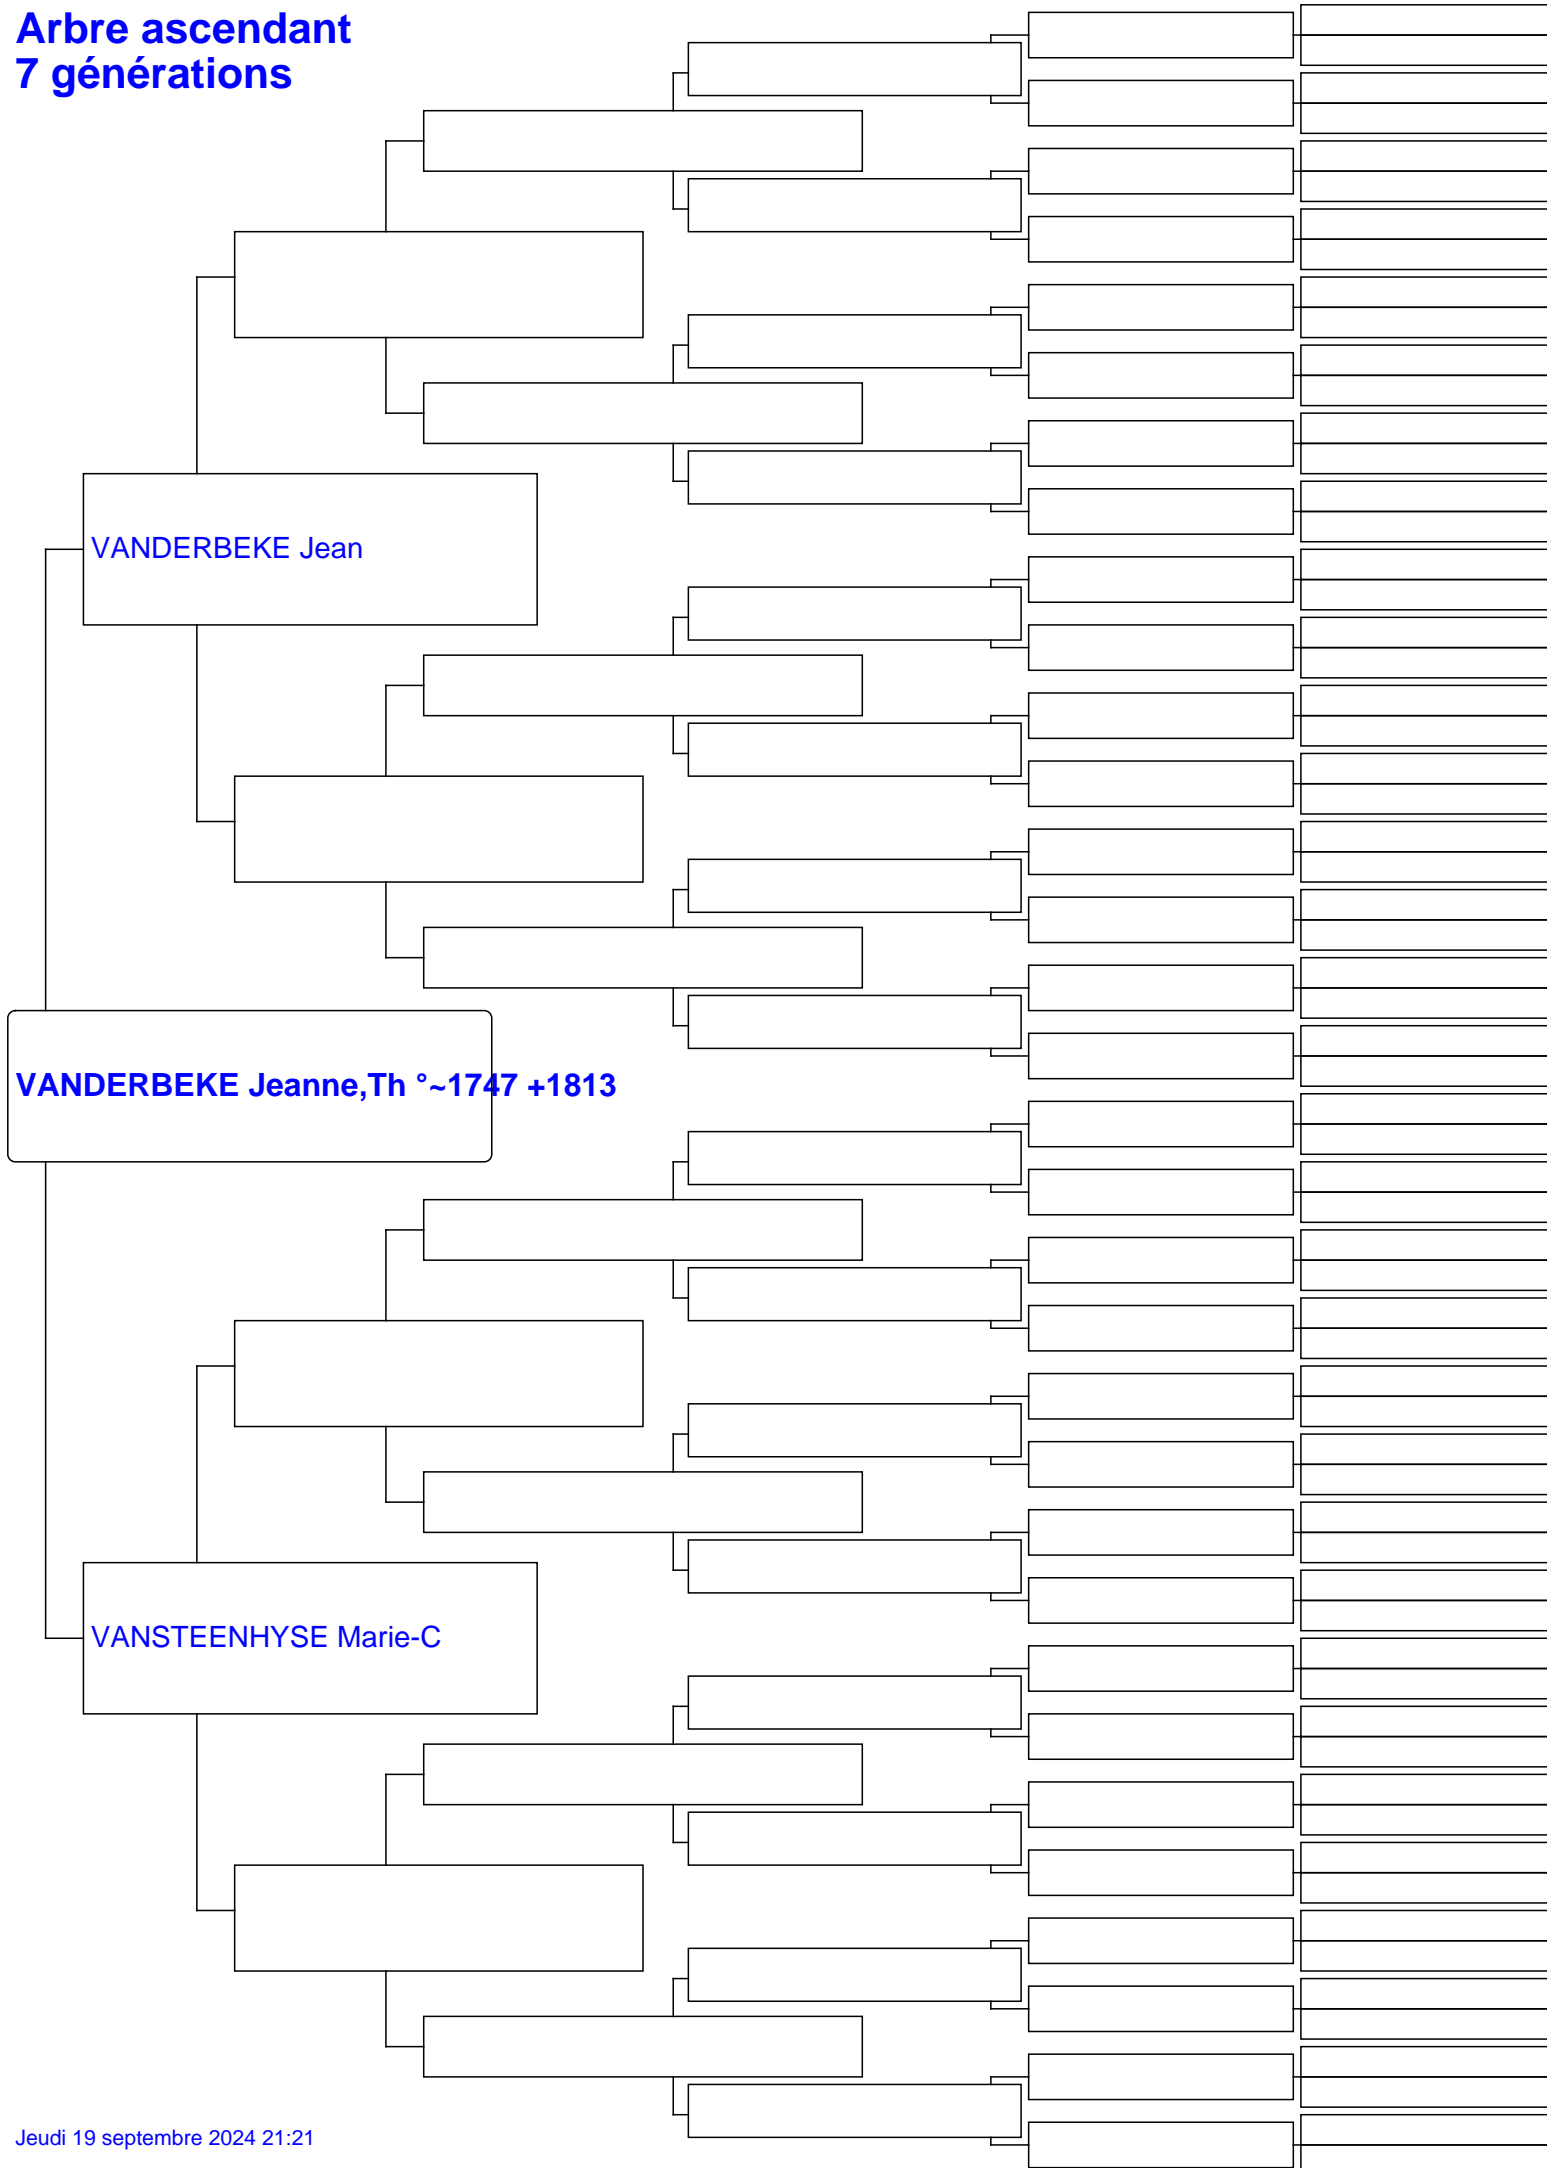 Arbre ascendant
7 générations
VANDERBEKE Jean
VANDERBEKE Jeanne,Th °~1747 +1813
VANSTEENHYSE Marie-C
Jeudi 19 septembre 2024 21:21